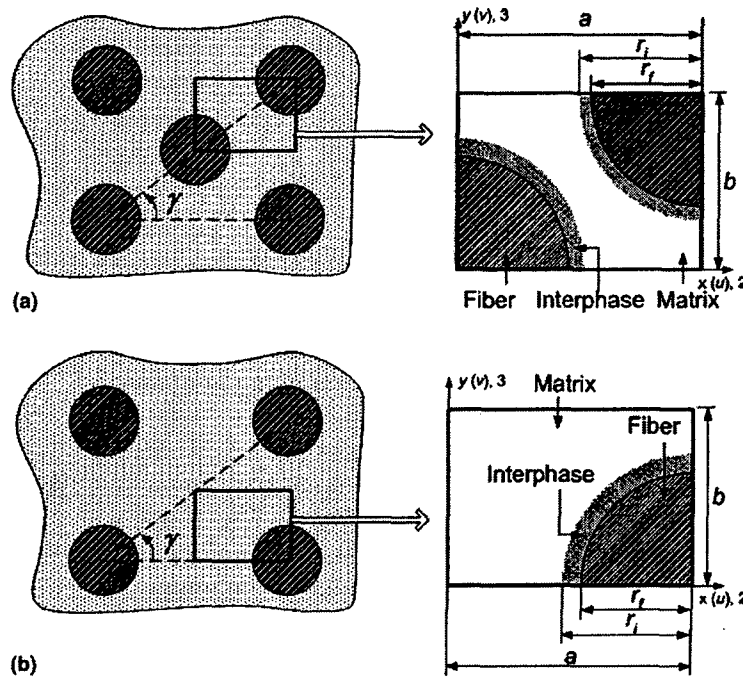 y (v), 3
a
r_i
r_f
b
γ
x (u), 2
(a)
Fiber Interphase Matrix
y (v), 3
Matrix
Fiber
Interphase
b
γ
x (u), 2
r_f
r_i
a
(b)